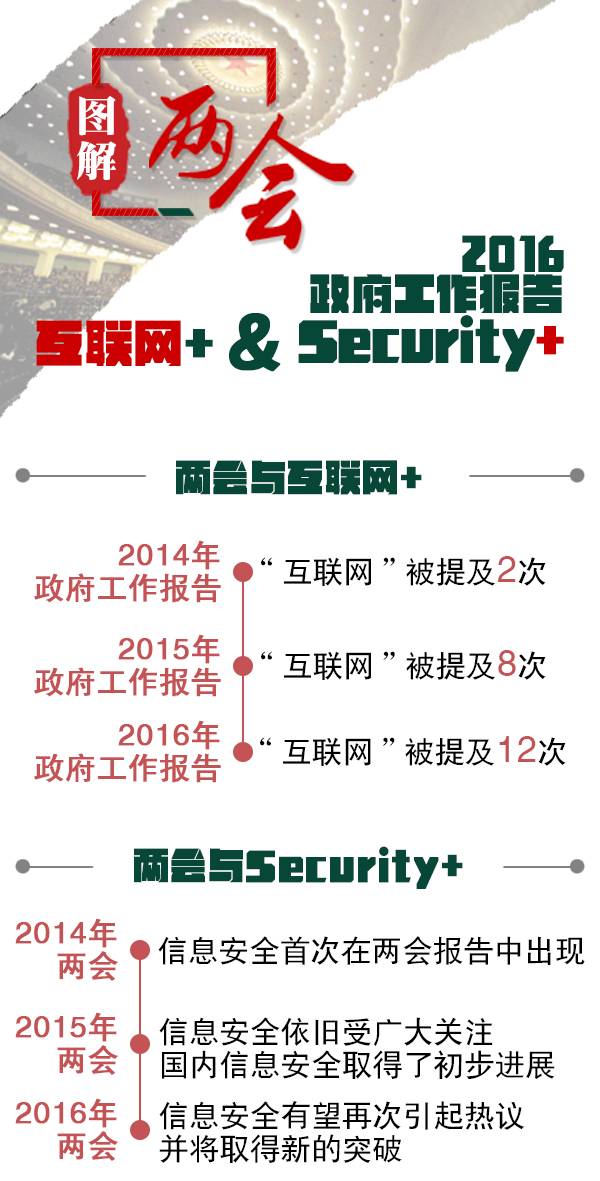 图解
两会
2016
政府工作报告
互联网+ & Security+
两会与互联网+
2014年
政府工作报告
“互联网”被提及2次
2015年
政府工作报告
“互联网”被提及8次
2016年
政府工作报告
“互联网”被提及12次
两会与Security+
2014年
两会
信息安全首次在两会报告中出现
2015年
两会
信息安全依旧受广大关注
国内信息安全取得了初步进展
2016年
两会
信息安全有望再次引起热议
并将取得新的突破